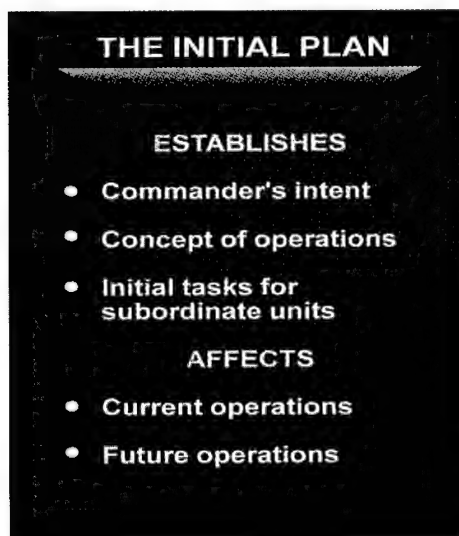 THE INITIAL PLAN
ESTABLISHES
• Commander's intent
• Concept of operations
• Initial tasks for
subordinate units
AFFECTS
• Current operations
• Future operations